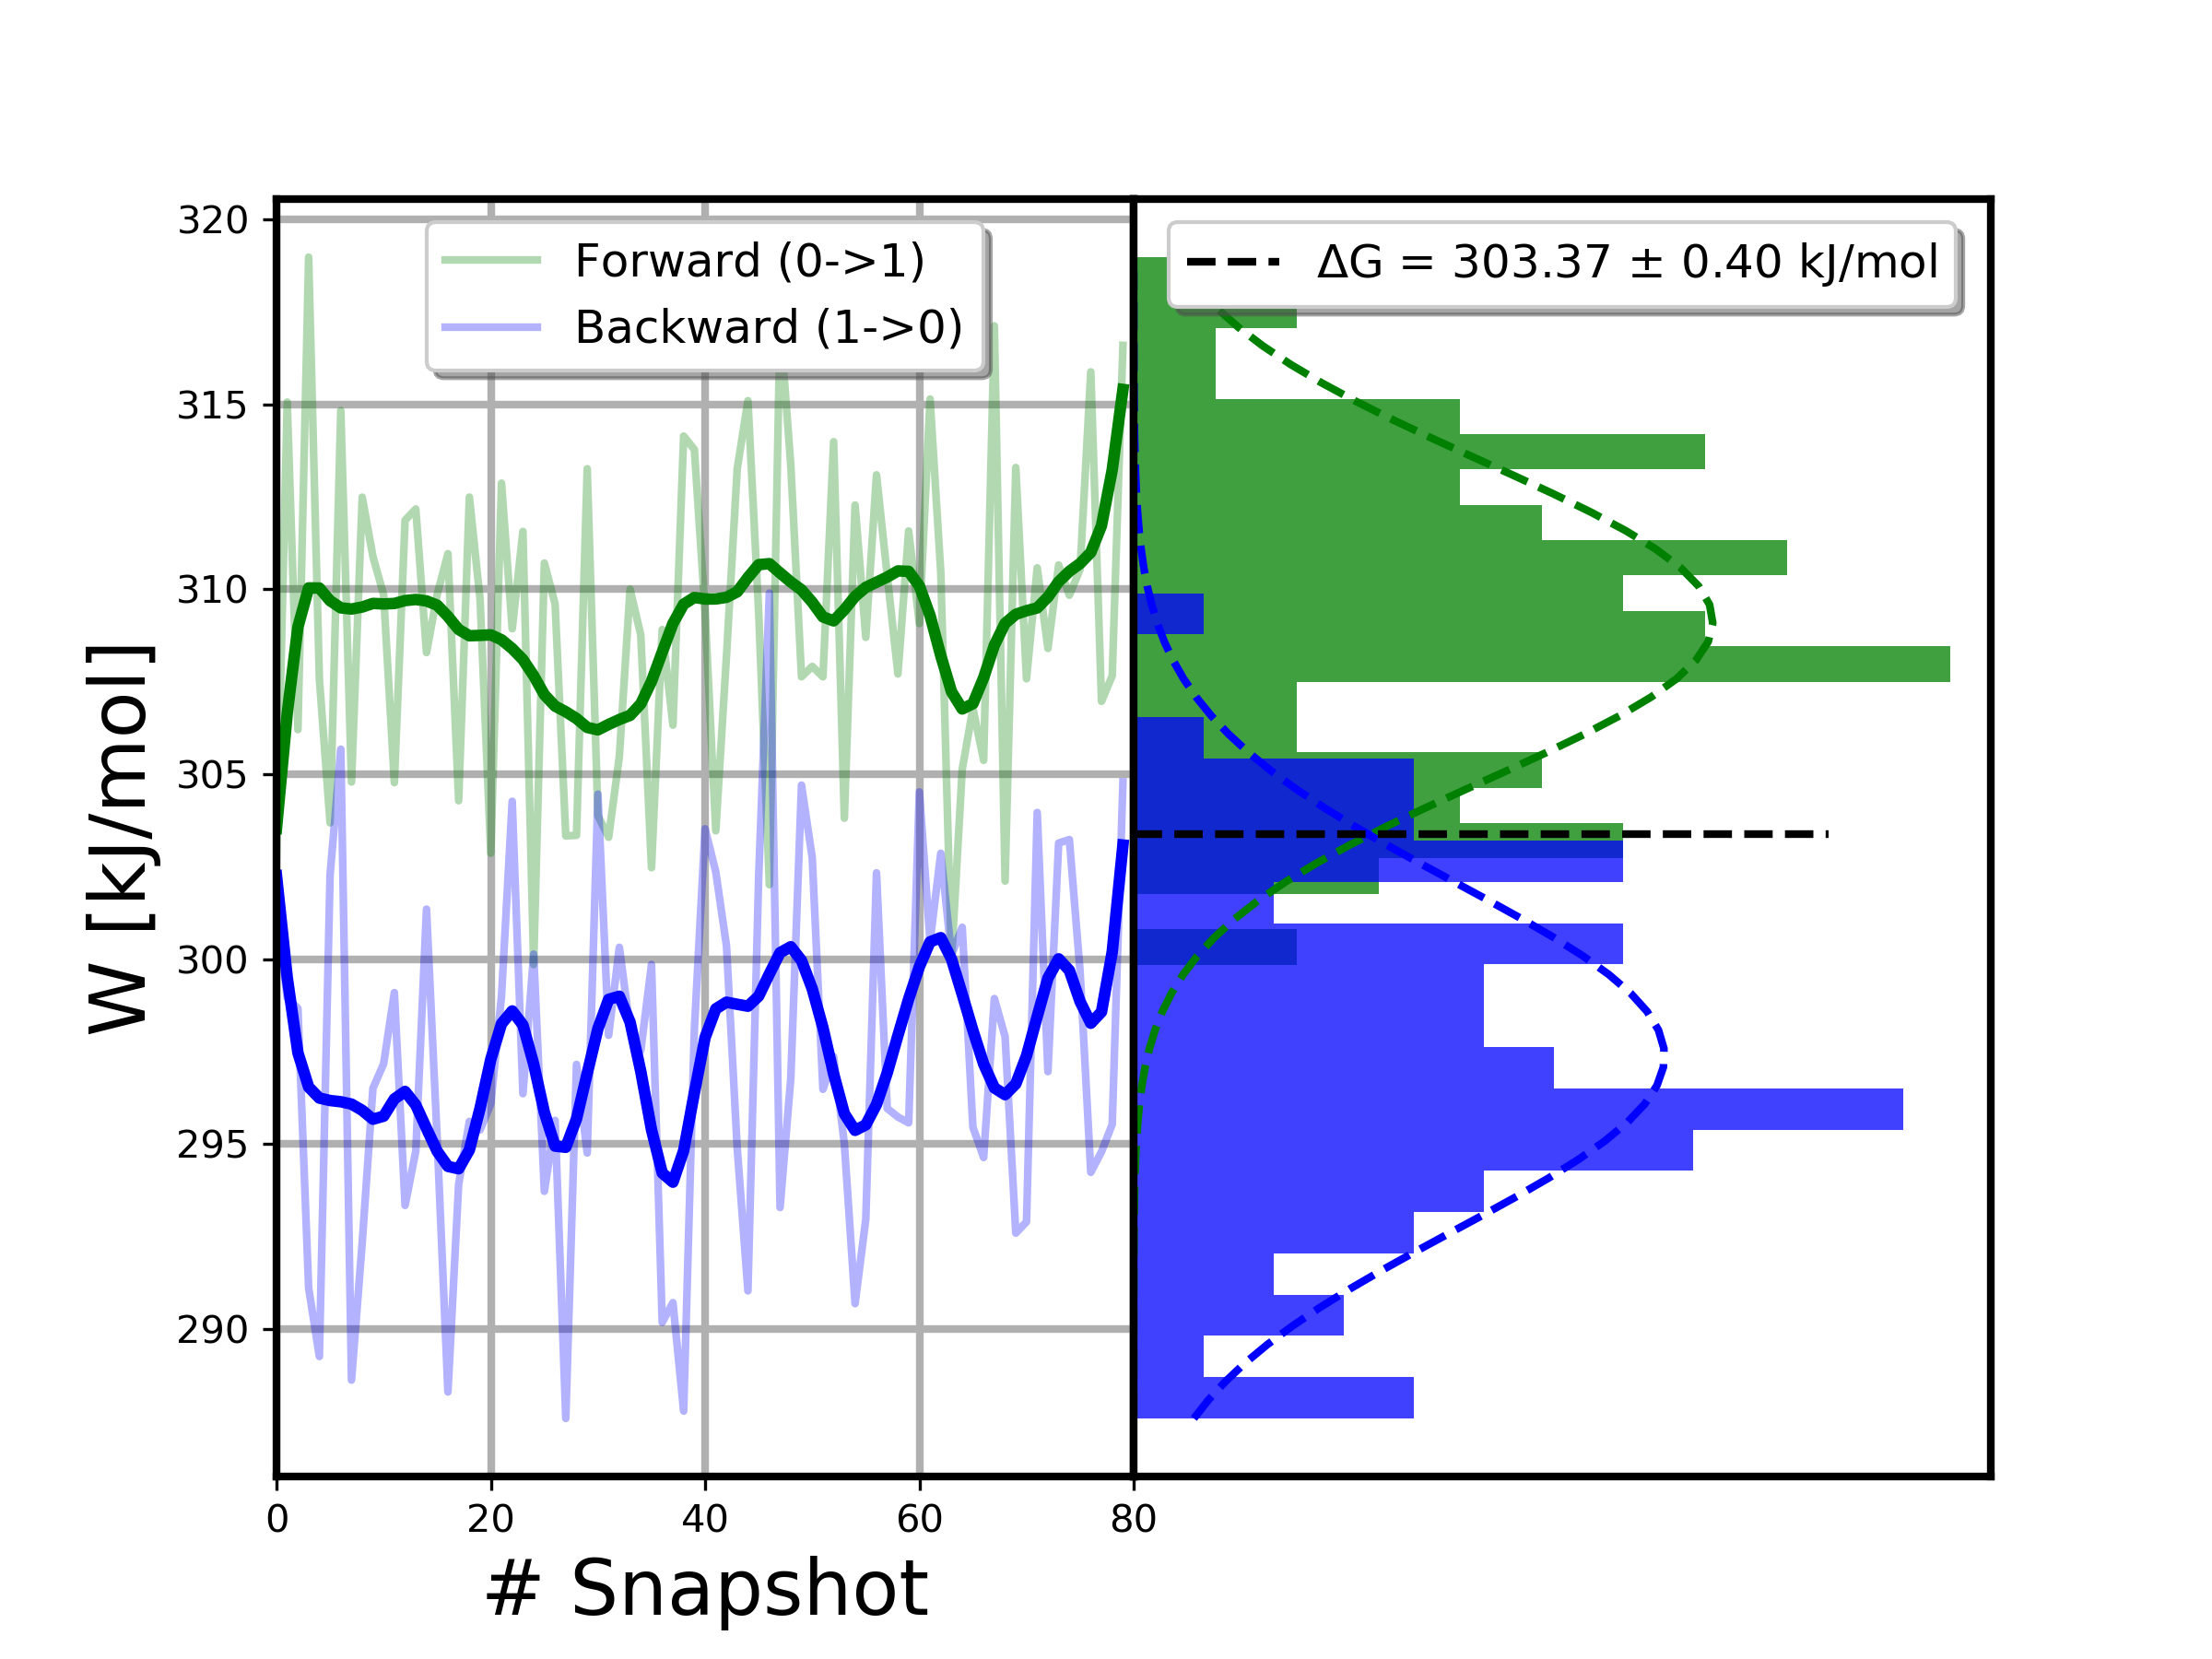 Forward (0->1)
Backward (1->0)
ΔG = 303.37 ± 0.40 kJ/mol
W [kJ/mol]
320
315
310
305
300
295
290
0
20
40
60
80
# Snapshot